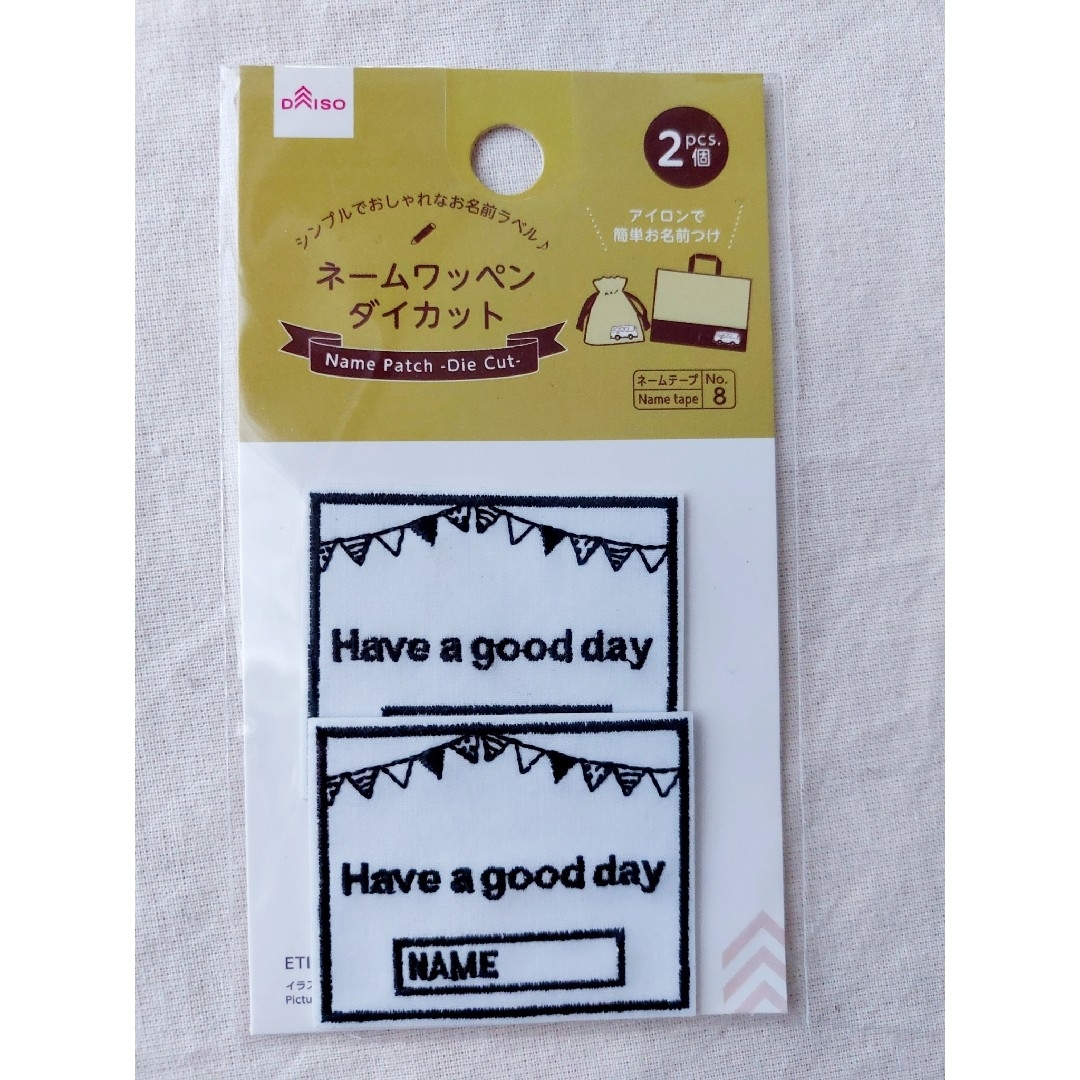 DAISO
2 pcs.
個
シンプルでおしゃれなお名前ラベル♪
ネームワッペン
ダイカット
Name Patch -Die Cut-
アイロンで
簡単お名前つけ
ネームテープ
Name tape
No.
8
Have a good day
Have a good day
NAME